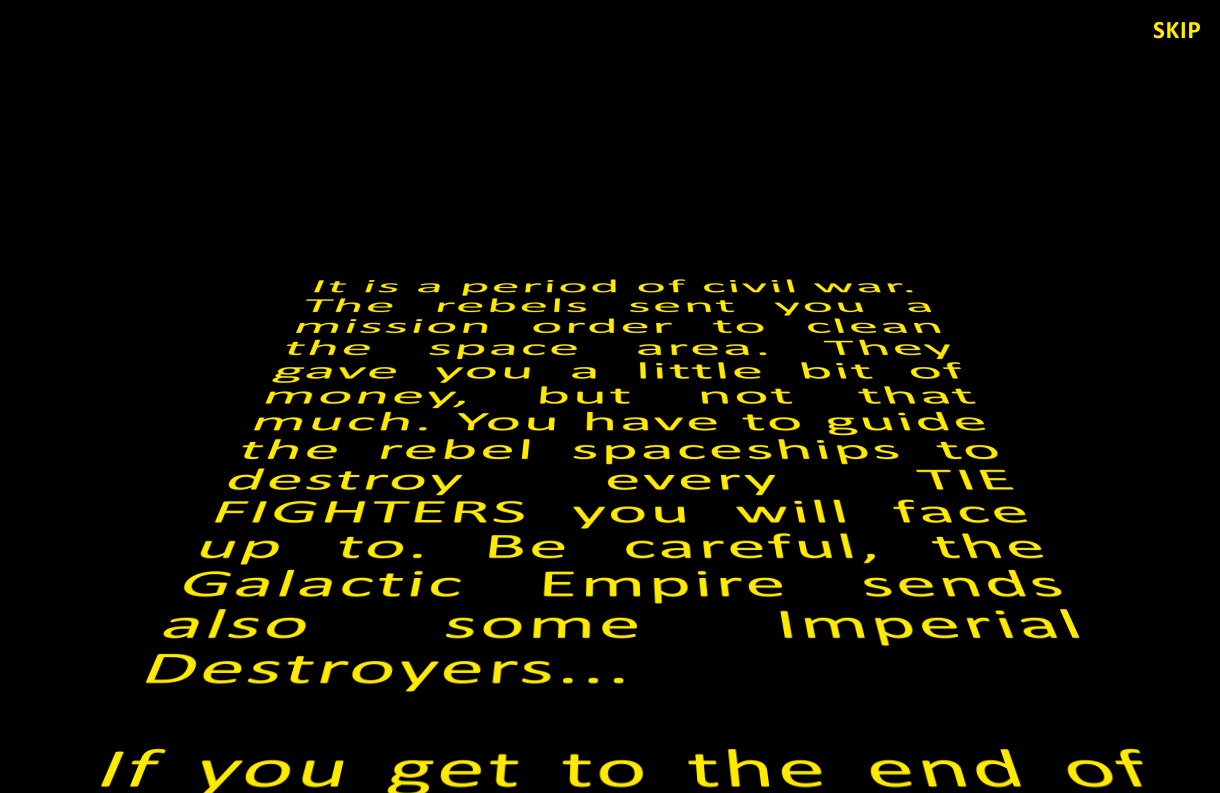 SKIP
It is a period of civil war.
The rebels sent you a
mission order to clean
the space area. They
gave you a little bit of
money, but not that
much. You have to guide
the rebel spaceships to
destroy every TIE
FIGHTERS you will face
up to. Be careful, the
Galactic Empire sends
also some Imperial
Destroyers...
If you get to the end of